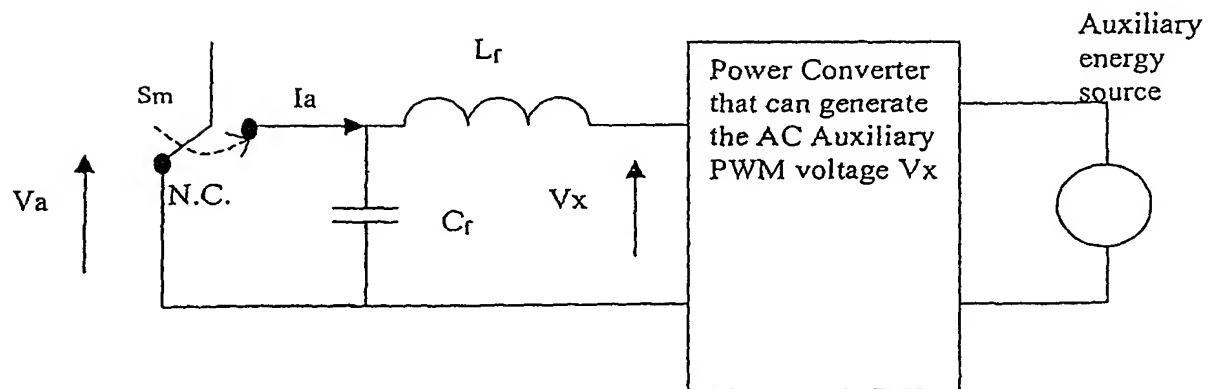 Auxiliary
energy
source
Lf
Power Converter
that can generate
the AC Auxiliary
PWM voltage Vx
Sm
Ia
N.C.
Va
Vx
Cf